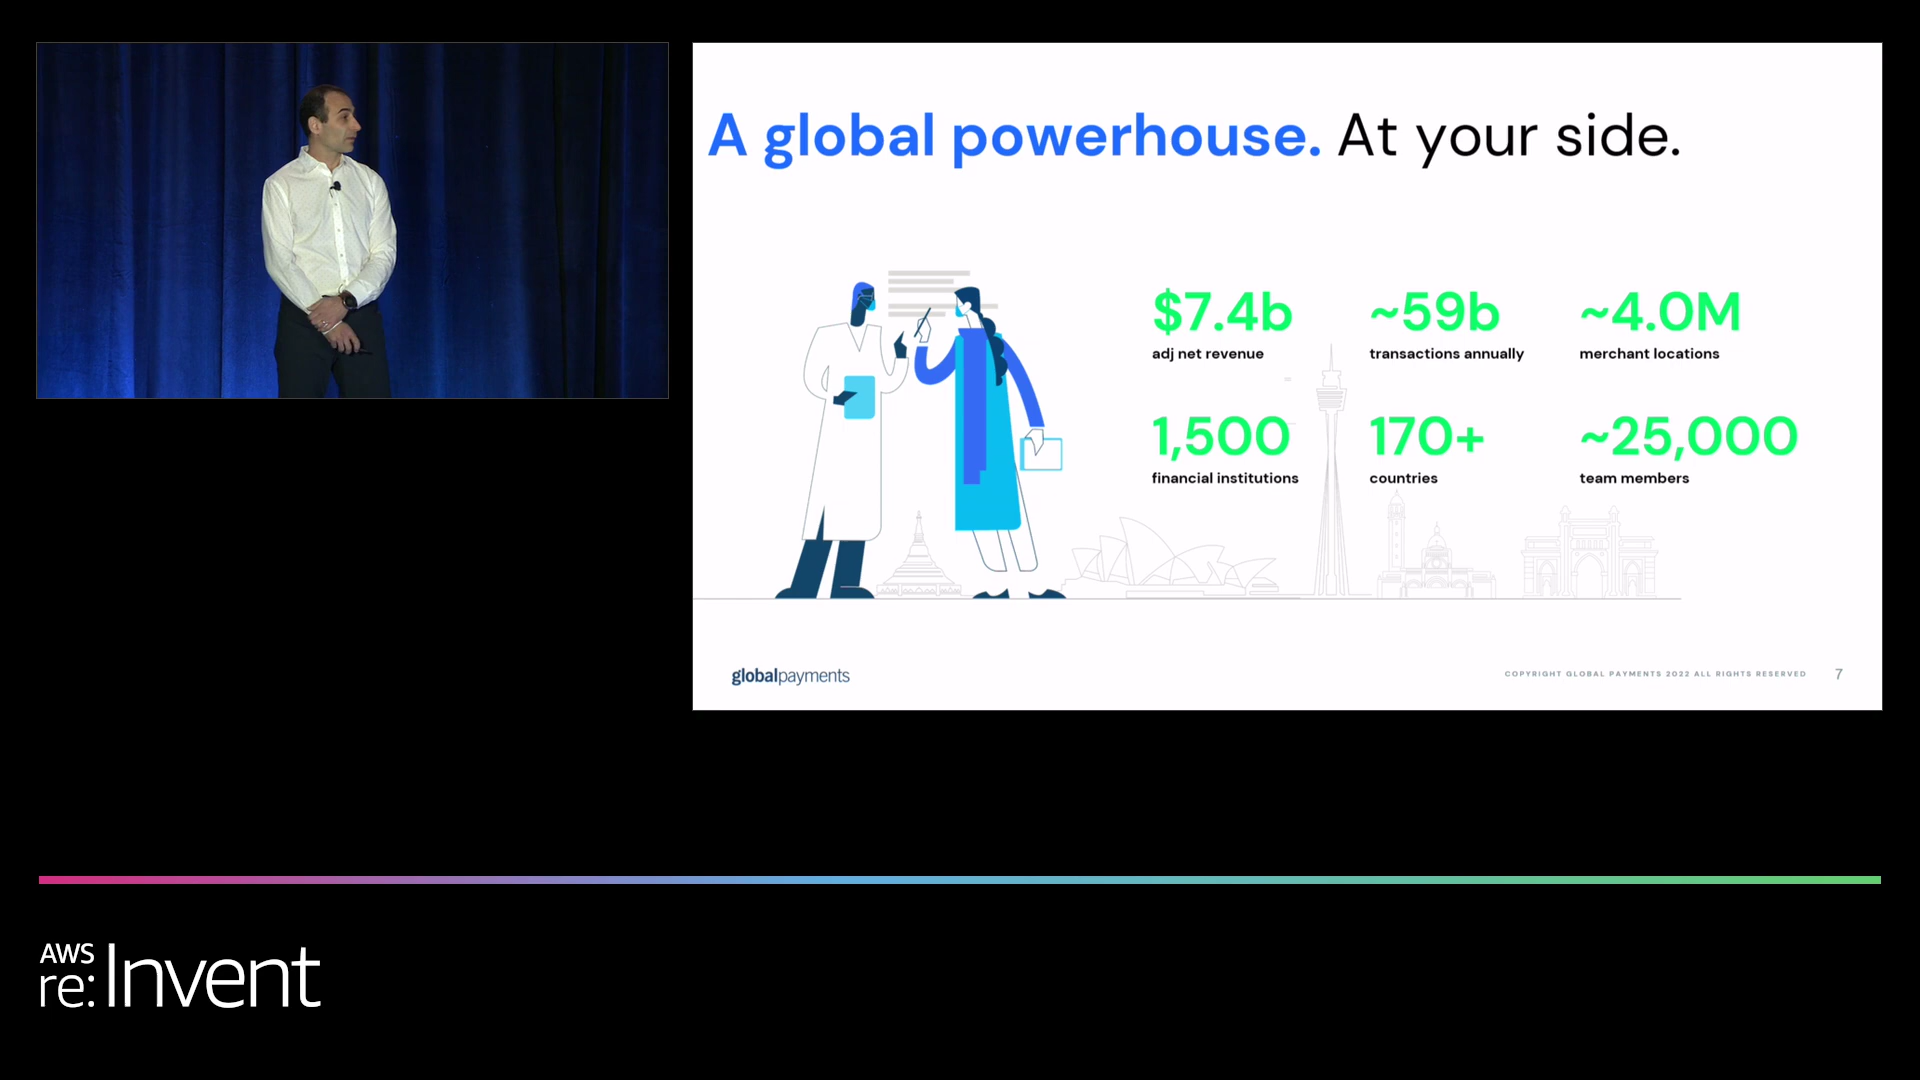 A global powerhouse. At your side.
$7.4b
adj net revenue
~59b
transactions annually
~4.0M
merchant locations
1,500
financial institutions
170+
countries
~25,000
team members
globalpayments
COPYRIGHT GLOBAL PAYMENTS 2022 ALL RIGHTS RESERVED
7
AWS
re:Invent